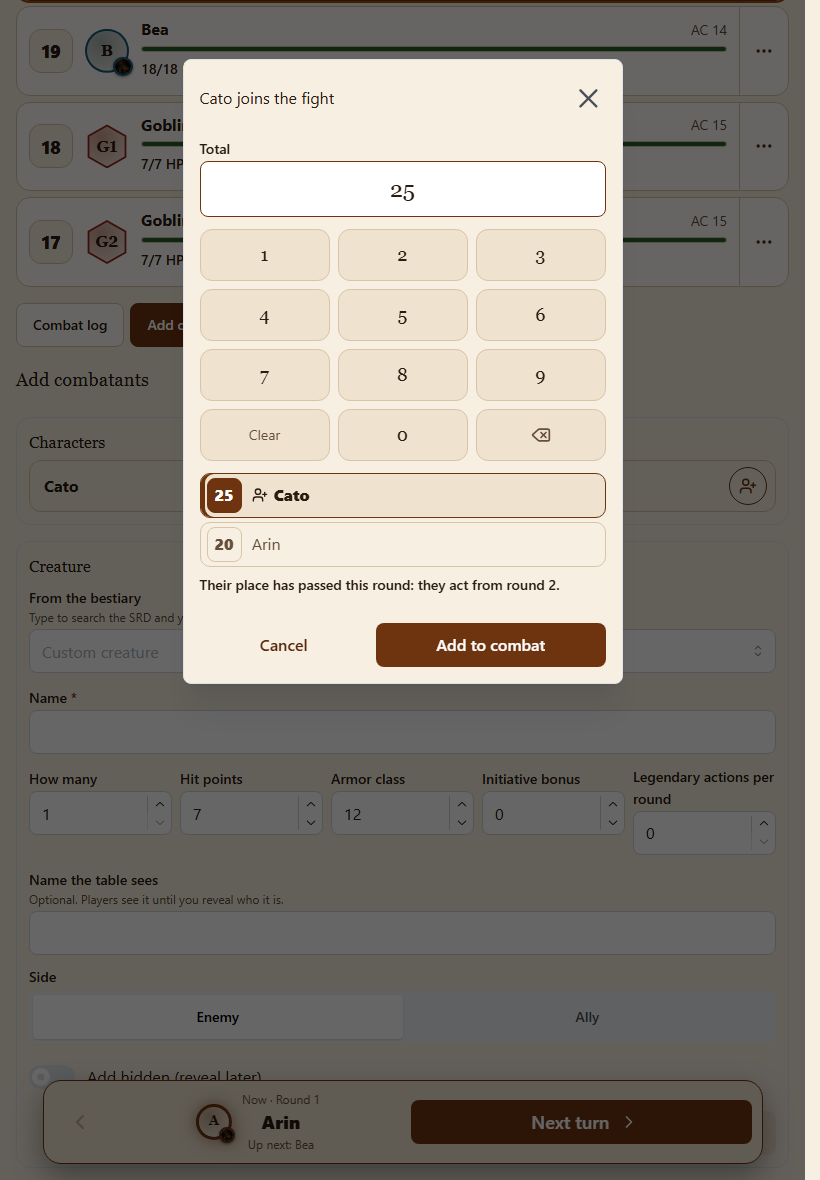 19
B
Bea
AC 14
18/18
Cato joins the fight
18
G1
AC 15
7/7 HP
17
G2
AC 15
7/7 HP
Total
25
1
2
3
4
5
6
7
8
9
Clear
0
25
Cato
20
Arin
Their place has passed this round: they act from round 2.
Cancel
Add to combat
Combat log
Add combatants
Characters
Cato
Creature
From the bestiary
Type to search the SRD and
Custom creature
Name *
How many
Hit points
Armor class
Initiative bonus
Legendary actions per
round
1
7
12
0
0
Name the table sees
Optional. Players see it until you reveal who it is.
Side
Enemy
Ally
Add hidden (reveal later)
A
Now · Round 1
Arin
Up next: Bea
Next turn